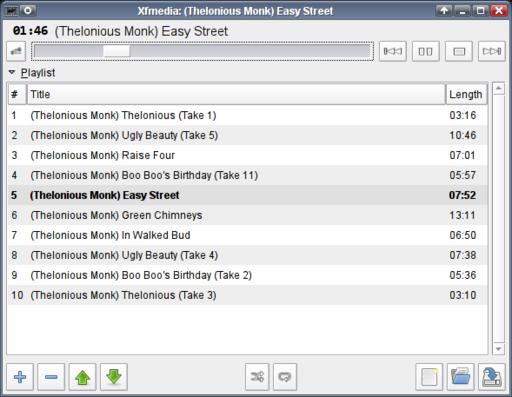 Xfmedia: (Thelonious Monk) Easy Street
01:46 (Thelonious Monk) Easy Street
Playlist
# Title Length
1 (Thelonious Monk) Thelonious (Take 1) 03:16
2 (Thelonious Monk) Ugly Beauty (Take 5) 10:46
3 (Thelonious Monk) Raise Four 07:01
4 (Thelonious Monk) Boo Boo's Birthday (Take 11) 05:57
5 (Thelonious Monk) Easy Street 07:52
6 (Thelonious Monk) Green Chimneys 13:11
7 (Thelonious Monk) In Walked Bud 06:50
8 (Thelonious Monk) Ugly Beauty (Take 4) 07:38
9 (Thelonious Monk) Boo Boo's Birthday (Take 2) 05:36
10 (Thelonious Monk) Thelonious (Take 3) 03:10